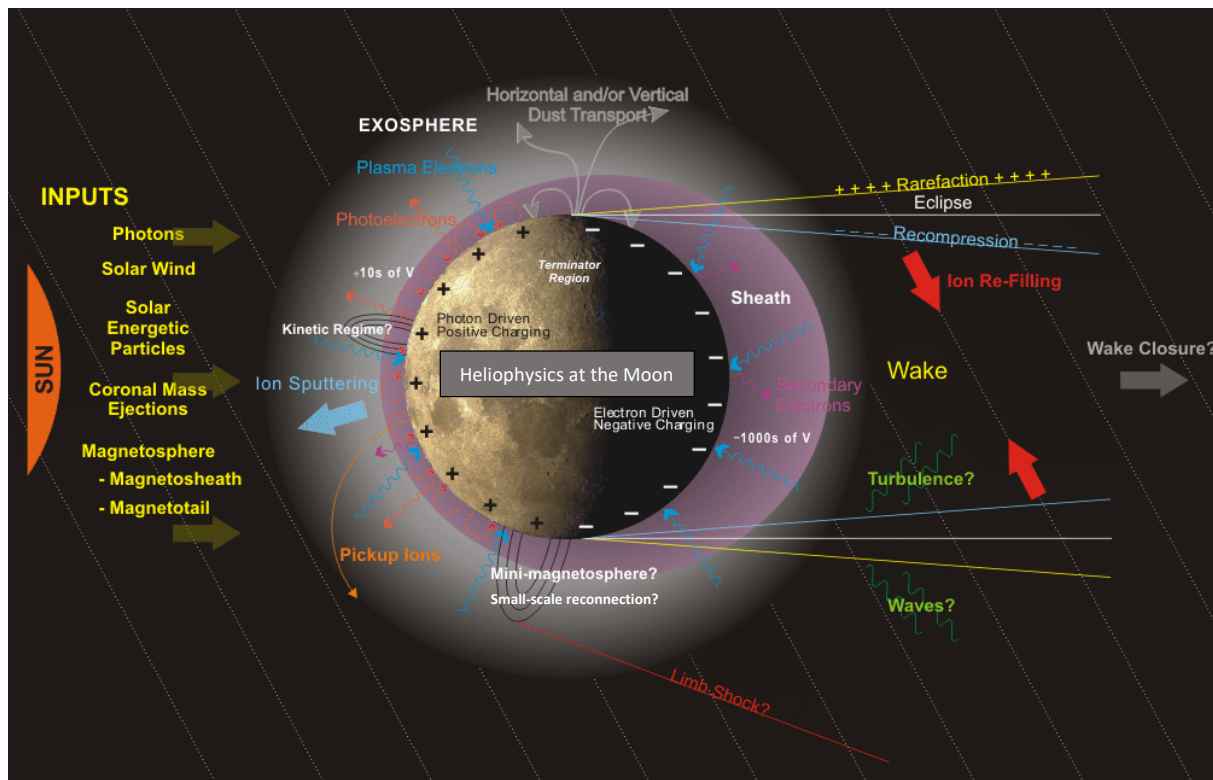 Horizontal and/or Vertical
Dust Transport
EXOSPHERE
Plasma Electrons
INPUTS
Photons
Solar Wind
Solar
Energetic
Particles
Coronal Mass
Ejections
Magnetosphere
- Magnetosheath
- Magnetotail
SUN
Photoelectrons
+10s of V
Kinetic Regime?
Ion Sputtering
Pickup Ions
+ + + + + + + + +
Terminator
Region
Photon Driven
Positive Charging
Heliophysics at the Moon
Electron Driven
Negative Charging
− − − − − − − − − − −
−1000s of V
Sheath
Secondary
Electrons
Mini-magnetosphere?
Small-scale reconnection?
Limb Shock?
+ + + + Rarefaction + + + +
Eclipse
− − − − Recompression − − − −
Ion Re-Filling
Wake
Wake Closure?
Turbulence?
Waves?